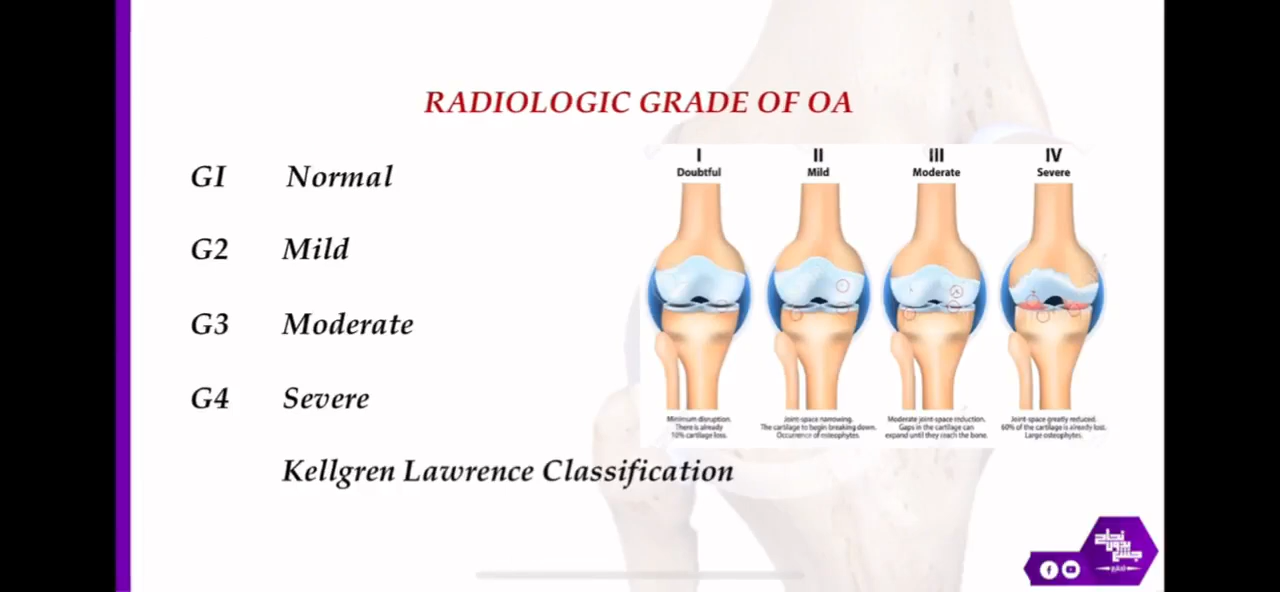 RADIOLOGIC GRADE OF OA
GI Normal
G2 Mild
G3 Moderate
G4 Severe
Kellgren Lawrence Classification
I
Doubtful
II
Mild
III
Moderate
IV
Severe
Minimum disruption.
There is already
10% cartilage loss.
Joint-space narrowing.
The cartilage to begin breaking down.
Occurrence of osteophytes.
Moderate joint-space reduction.
Gaps in the cartilage can
expand until they reach the bone.
Joint-space greatly reduced.
60% of the cartilage is already lost.
Large osteophytes.